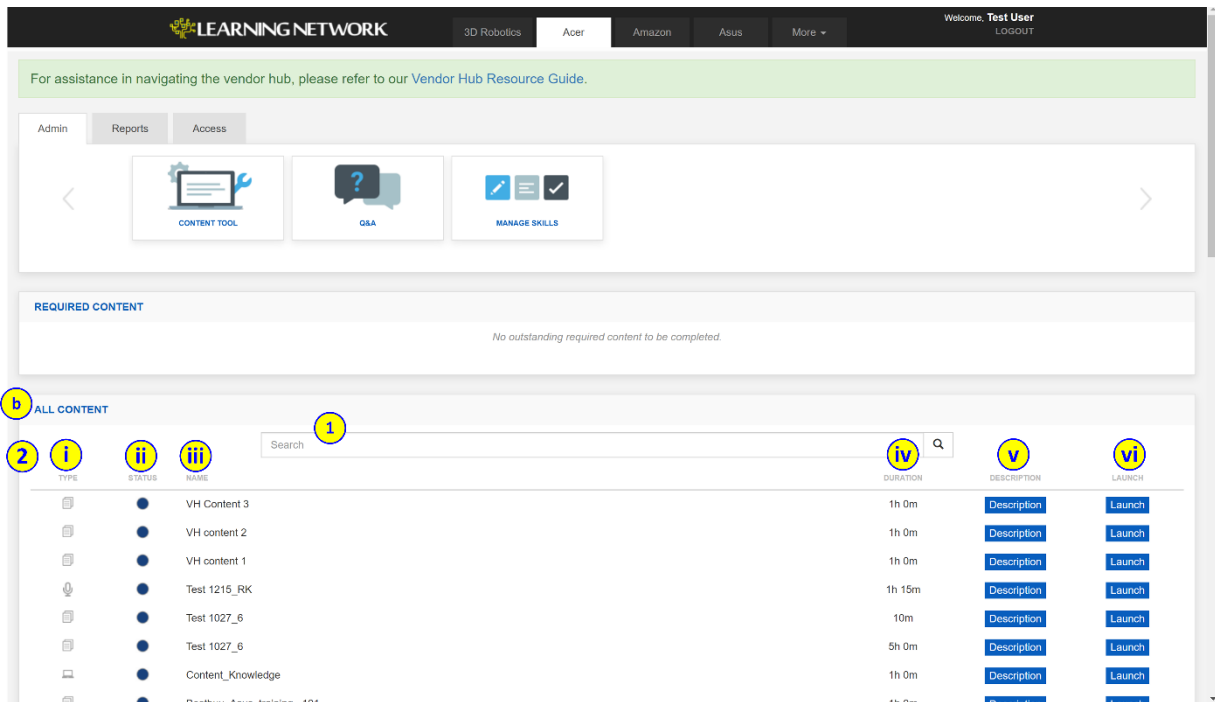 Welcome, Test User
LEARNING NETWORK
3D Robotics Acer Amazon Asus More
LOGOUT
For assistance in navigating the vendor hub, please refer to our Vendor Hub Resource Guide.
Admin Reports Access
?
CONTENT TOOL Q&A MANAGE SKILLS
REQUIRED CONTENT
No outstanding required content to be completed.
b ALL CONTENT
1
Search
2 i ii iii iv v vi
TYPE STATUS NAME DURATION DESCRIPTION LAUNCH
VH Content 3 1h 0m Description Launch
VH content 2 1h 0m Description Launch
VH content 1 1h 0m Description Launch
Test 1215_RK 1h 15m Description Launch
Test 1027_6 10m Description Launch
Test 1027_6 5h 0m Description Launch
Content_Knowledge 1h 0m Description Launch